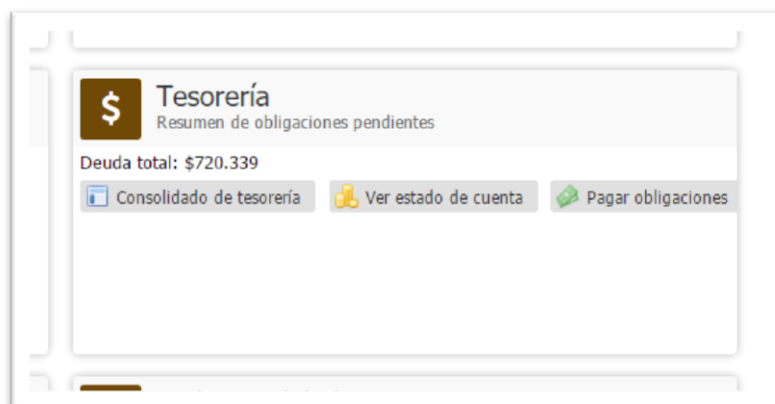 $ Tesorería
Resumen de obligaciones pendientes
Deuda total: $720.339
Consolidado de tesorería Ver estado de cuenta Pagar obligaciones